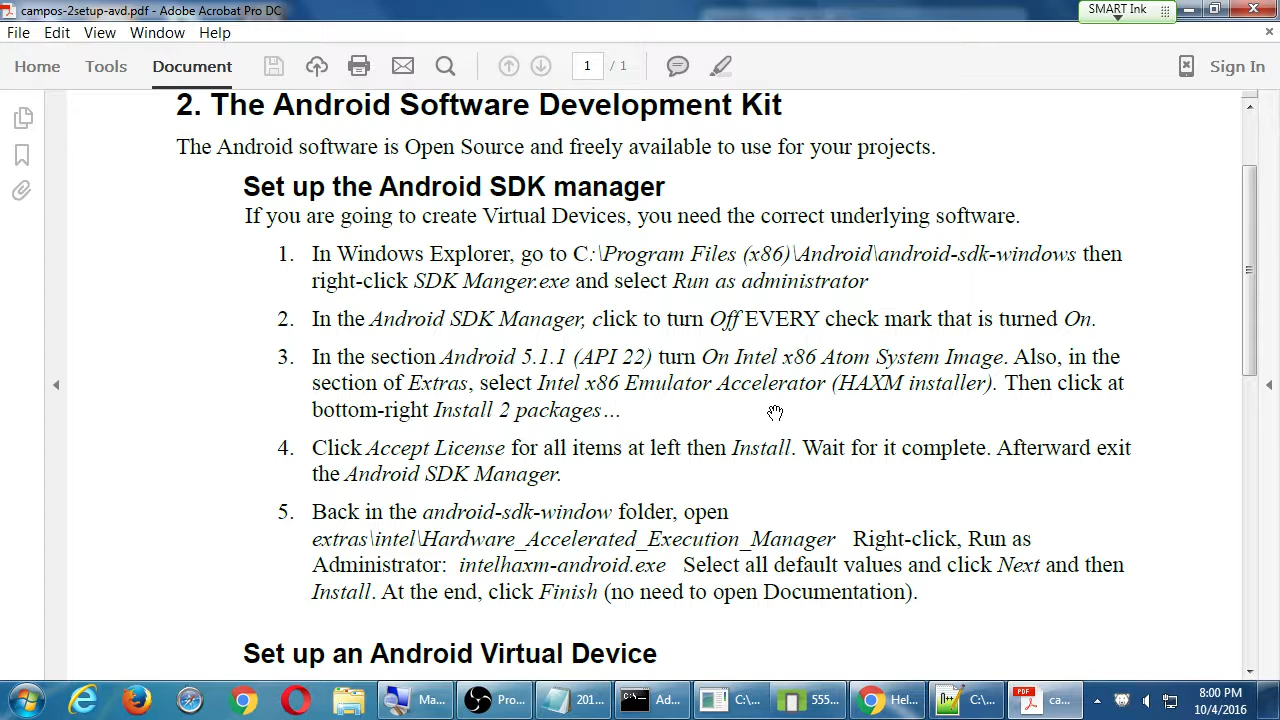 campos-2setup-avd.pdf - Adobe Acrobat Pro DC
SMART Ink
File Edit View Window Help
Home Tools Document 1 / 1 Sign In
2. The Android Software Development Kit
The Android software is Open Source and freely available to use for your projects.
Set up the Android SDK manager
If you are going to create Virtual Devices, you need the correct underlying software.
1. In Windows Explorer, go to C:\Program Files (x86)\Android\android-sdk-windows then
right-click SDK Manger.exe and select Run as administrator
2. In the Android SDK Manager, click to turn Off EVERY check mark that is turned On.
3. In the section Android 5.1.1 (API 22) turn On Intel x86 Atom System Image. Also, in the
section of Extras, select Intel x86 Emulator Accelerator (HAXM installer). Then click at
bottom-right Install 2 packages…
4. Click Accept License for all items at left then Install. Wait for it complete. Afterward exit
the Android SDK Manager.
5. Back in the android-sdk-window folder, open
extras\intel\Hardware_Accelerated_Execution_Manager Right-click, Run as
Administrator: intelhaxm-android.exe Select all default values and click Next and then
Install. At the end, click Finish (no need to open Documentation).
Set up an Android Virtual Device
Ma... Pro... 201... Ad... C:\... 555... Hel... C:\... PDF ca... 8:00 PM
10/4/2016